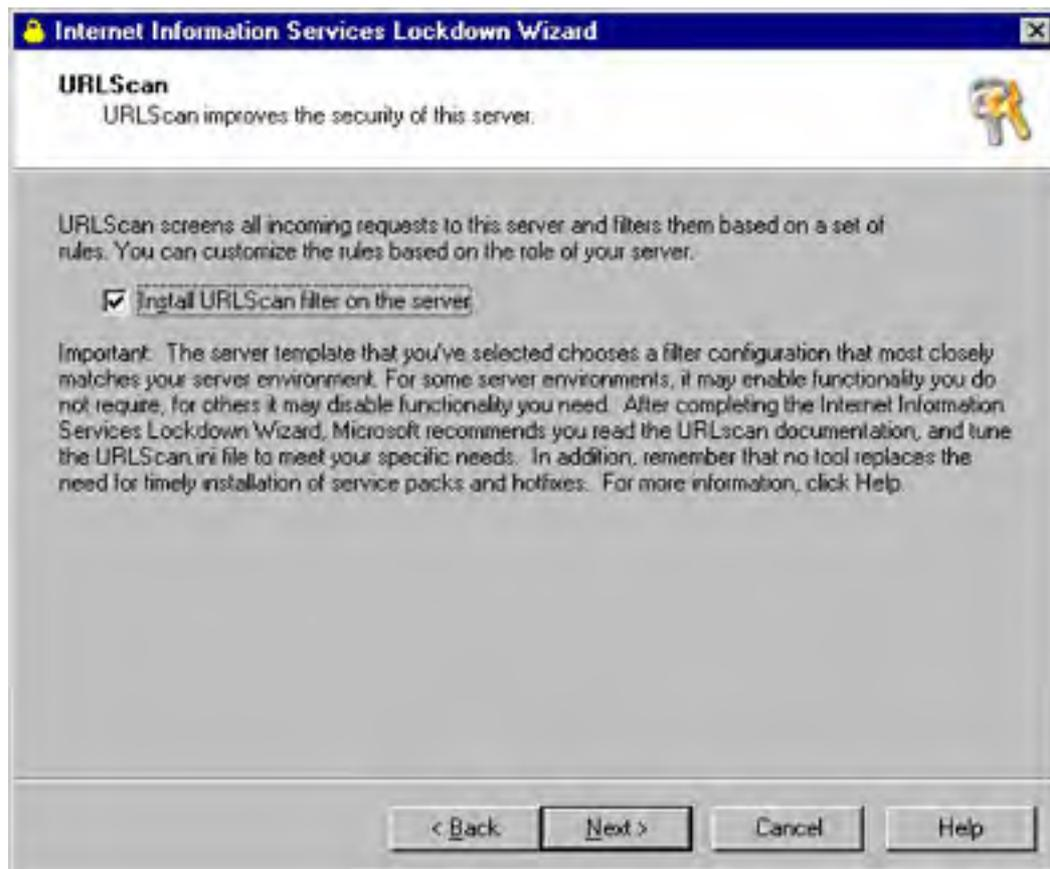 Internet Information Services Lockdown Wizard
URLScan
URLScan improves the security of this server.
URLScan screens all incoming requests to this server and filters them based on a set of
rules. You can customize the rules based on the role of your server.
Install URLScan filter on the server
Important: The server template that you've selected chooses a filter configuration that most closely
matches your server environment. For some server environments, it may enable functionality you do
not require, for others it may disable functionality you need. After completing the Internet Information
Services Lockdown Wizard, Microsoft recommends you read the URLscan documentation, and tune
the URLScan.ini file to meet your specific needs. In addition, remember that no tool replaces the
need for timely installation of service packs and hotfixes. For more information, click Help.
< Back
Next >
Cancel
Help